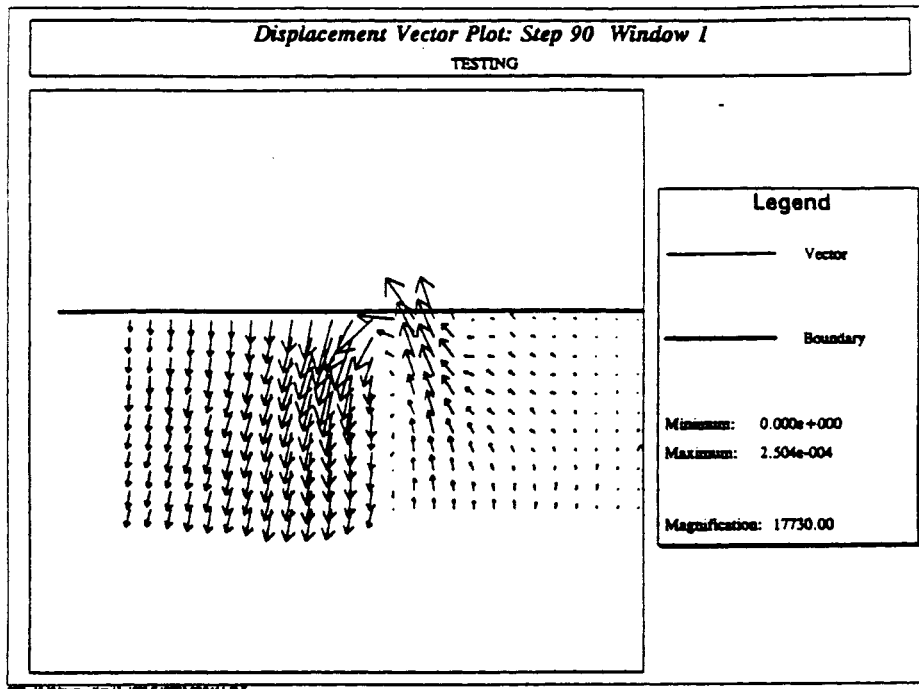 Displacement Vector Plot: Step 90 Window 1
TESTING
Legend
Vector
Boundary
Minimum: 0.000e+000
Maximum: 2.504e-004
Magnification: 17730.00